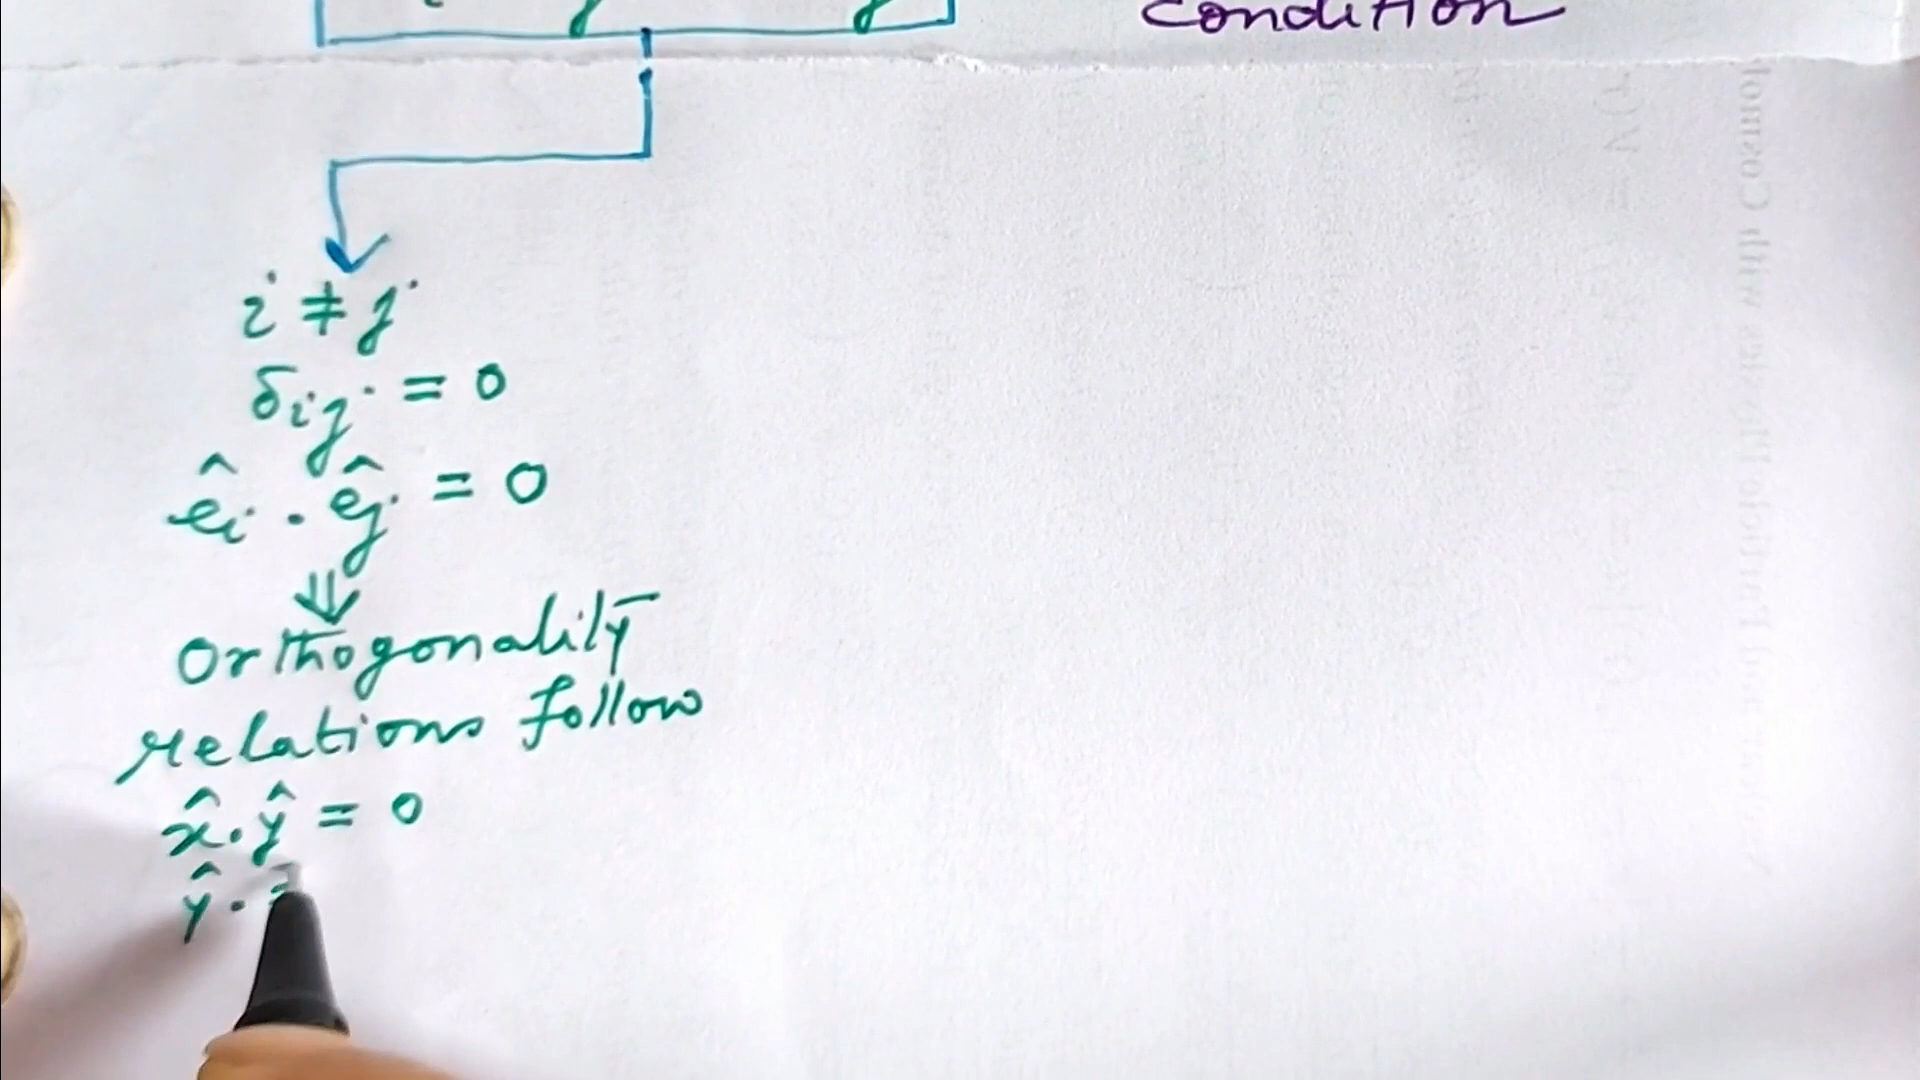 condition
i ≠ j
δij = 0
êi · êj = 0
⇓
Orthogonality
relations follow
x̂ · ŷ = 0
ŷ ·